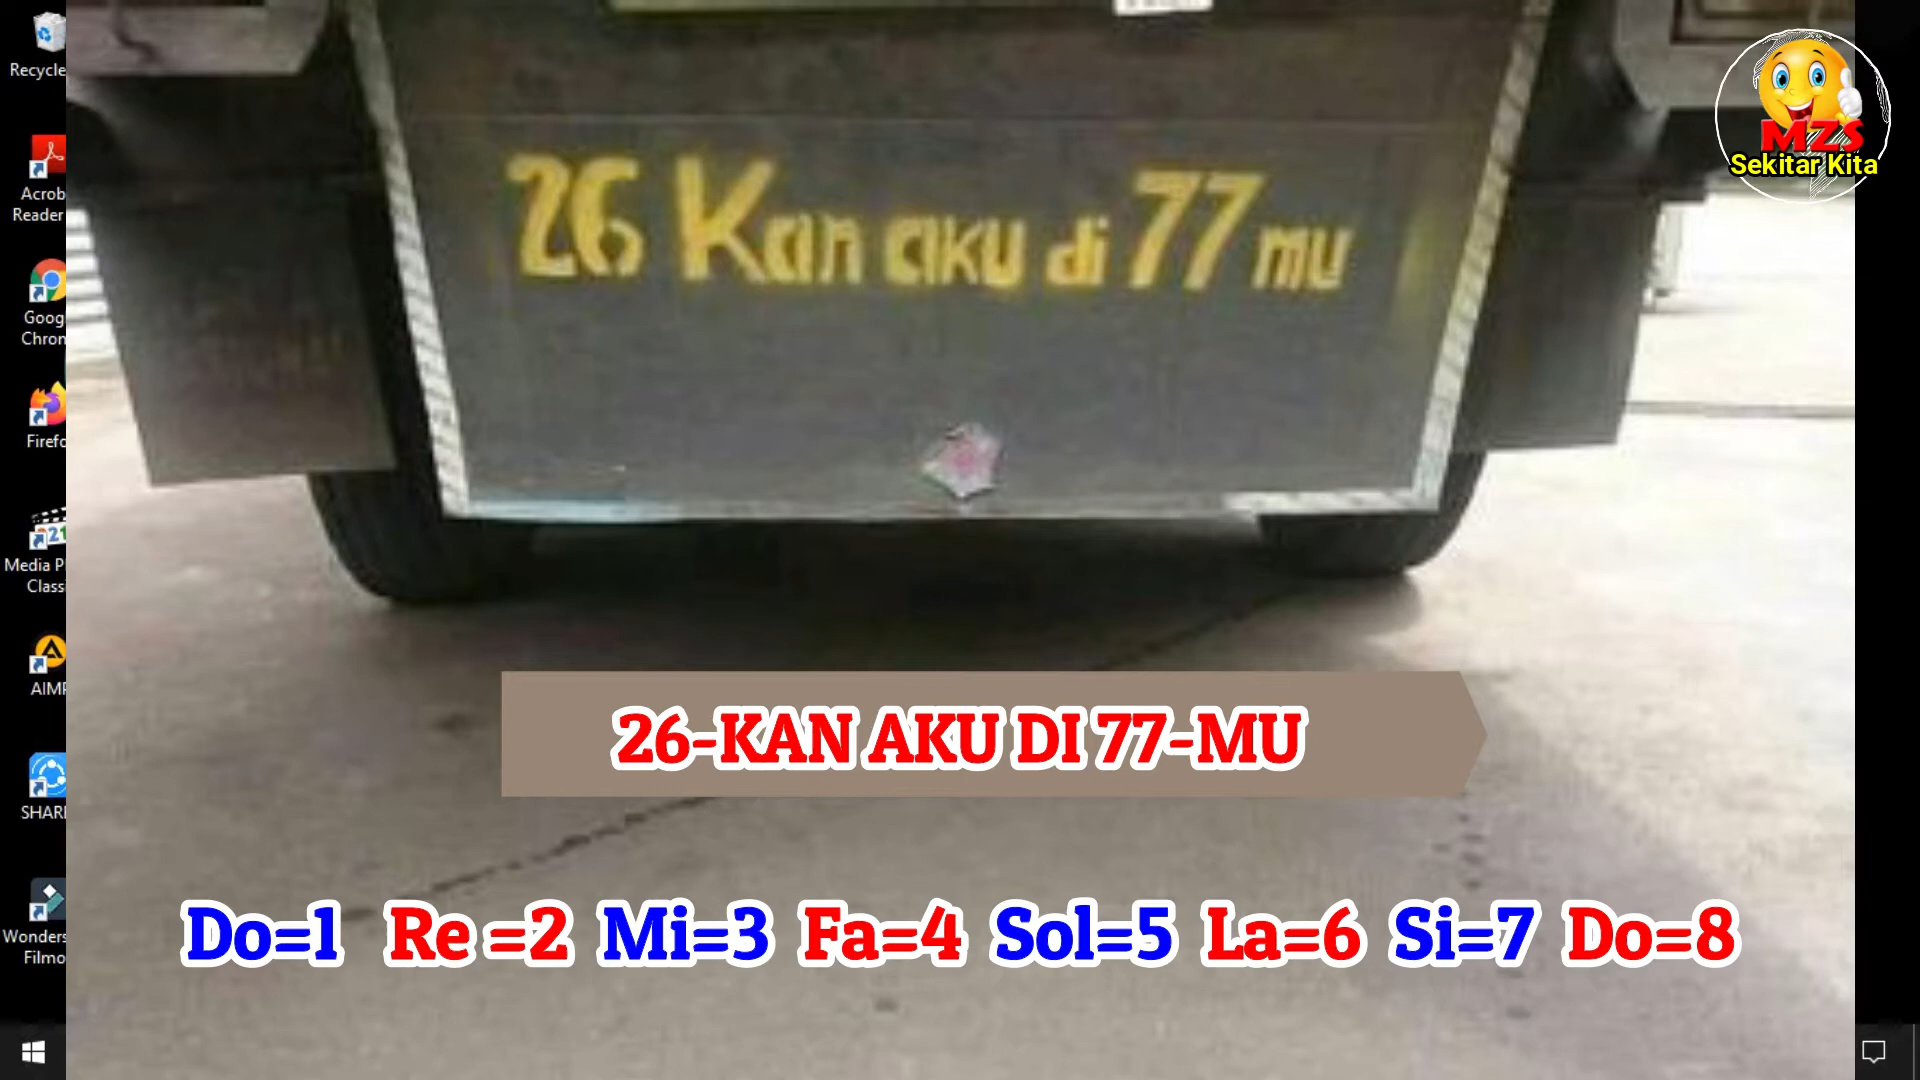 Recycle
Acrob
Reader
Goog
Chron
Firefo
Media P
Classi
AIMP
SHARE
Wonders
Filmo
MZS
Sekitar Kita
26 Kan aku di 77 mu
26-KAN AKU DI 77-MU
Do=1 Re =2 Mi=3 Fa=4 Sol=5 La=6 Si=7 Do=8